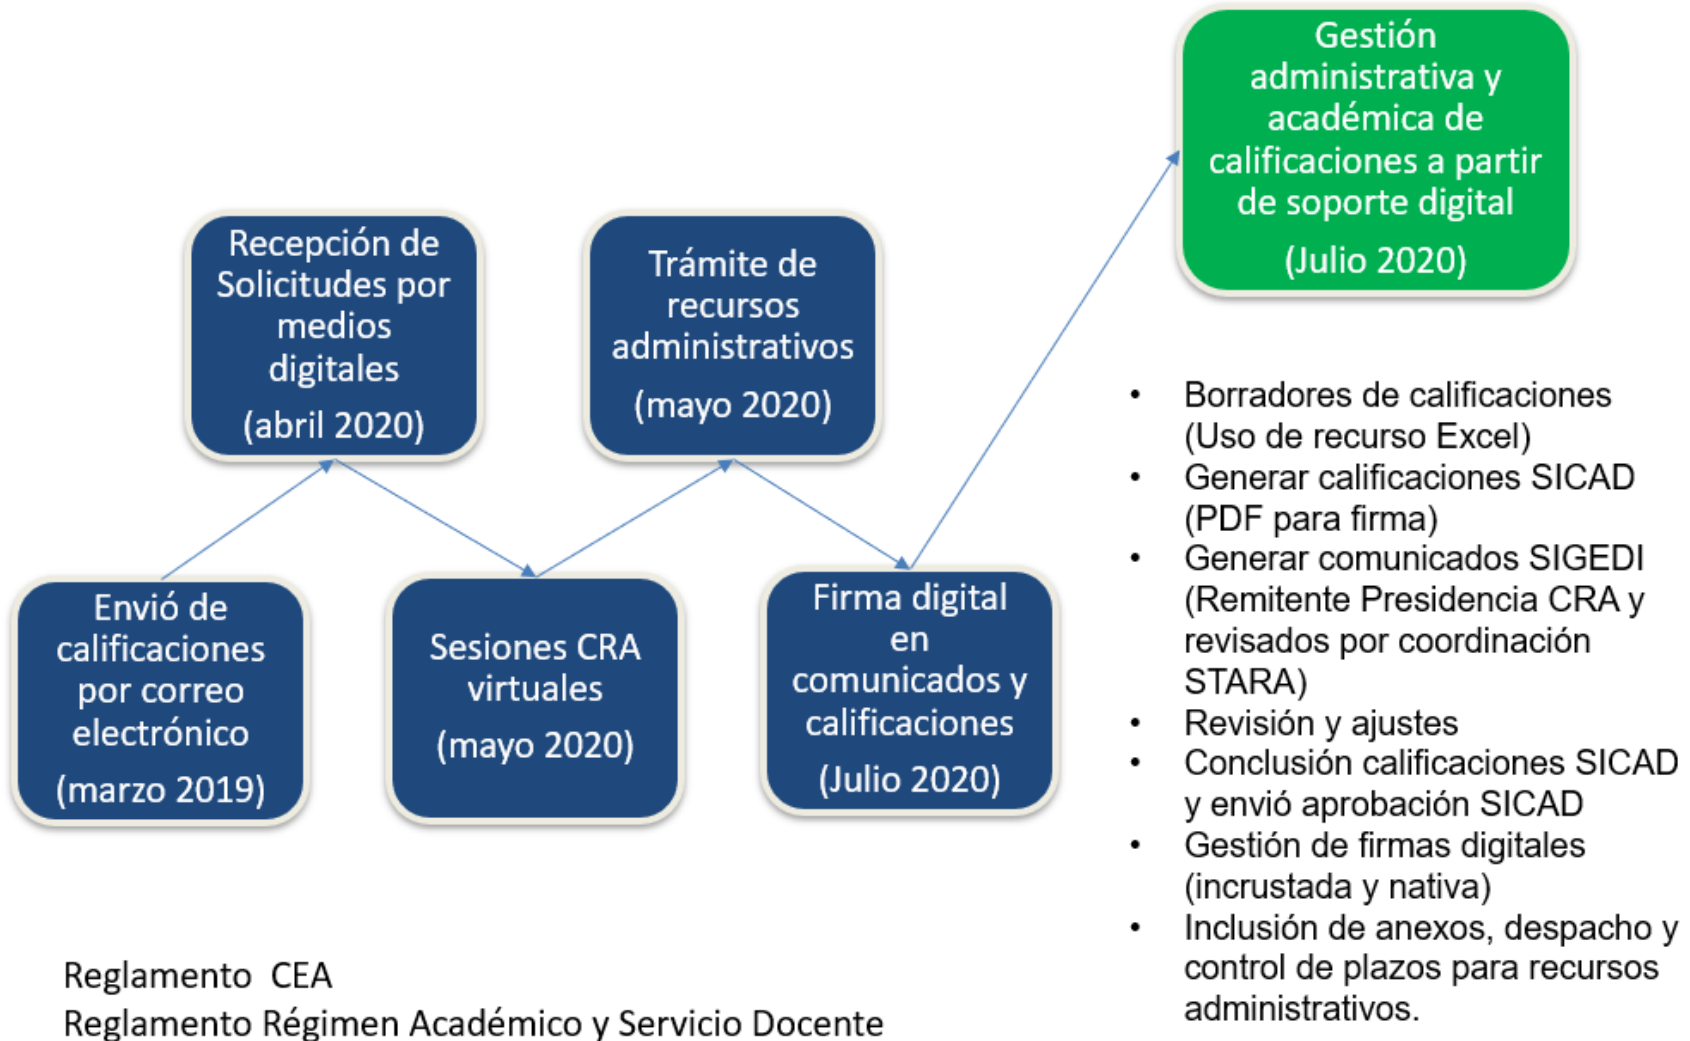 Gestión
administrativa y
académica de
calificaciones a partir
de soporte digital
(Julio 2020)
Recepción de
Solicitudes por
medios
digitales
(abril 2020)
Trámite de
recursos
administrativos
(mayo 2020)
Envió de
calificaciones
por correo
electrónico
(marzo 2019)
Sesiones CRA
virtuales
(mayo 2020)
Firma digital
en
comunicados y
calificaciones
(Julio 2020)
• Borradores de calificaciones
(Uso de recurso Excel)
• Generar calificaciones SICAD
(PDF para firma)
• Generar comunicados SIGEDI
(Remitente Presidencia CRA y
revisados por coordinación
STARA)
• Revisión y ajustes
• Conclusión calificaciones SICAD
y envió aprobación SICAD
• Gestión de firmas digitales
(incrustada y nativa)
• Inclusión de anexos, despacho y
control de plazos para recursos
administrativos.
Reglamento CEA
Reglamento Régimen Académico y Servicio Docente